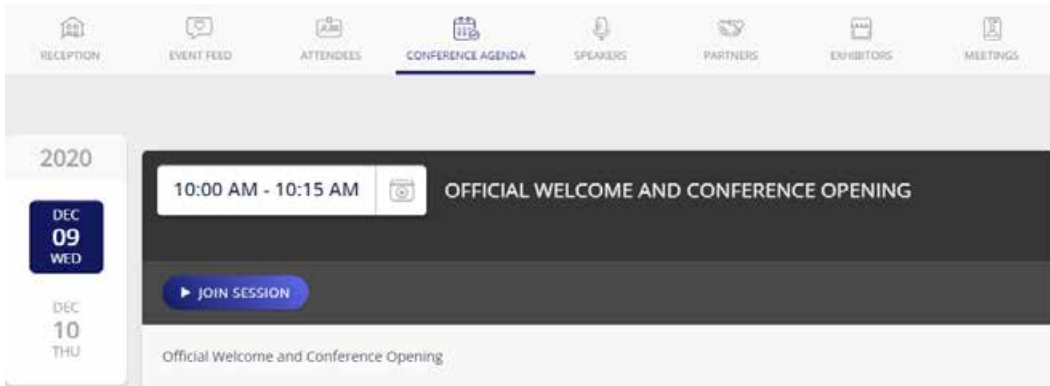 RECEPTION EVENT FEED ATTENDEES CONFERENCE AGENDA SPEAKERS PARTNERS EXHIBITORS MEETINGS
2020
DEC
09
WED
DEC
10
THU
10:00 AM - 10:15 AM OFFICIAL WELCOME AND CONFERENCE OPENING
JOIN SESSION
Official Welcome and Conference Opening